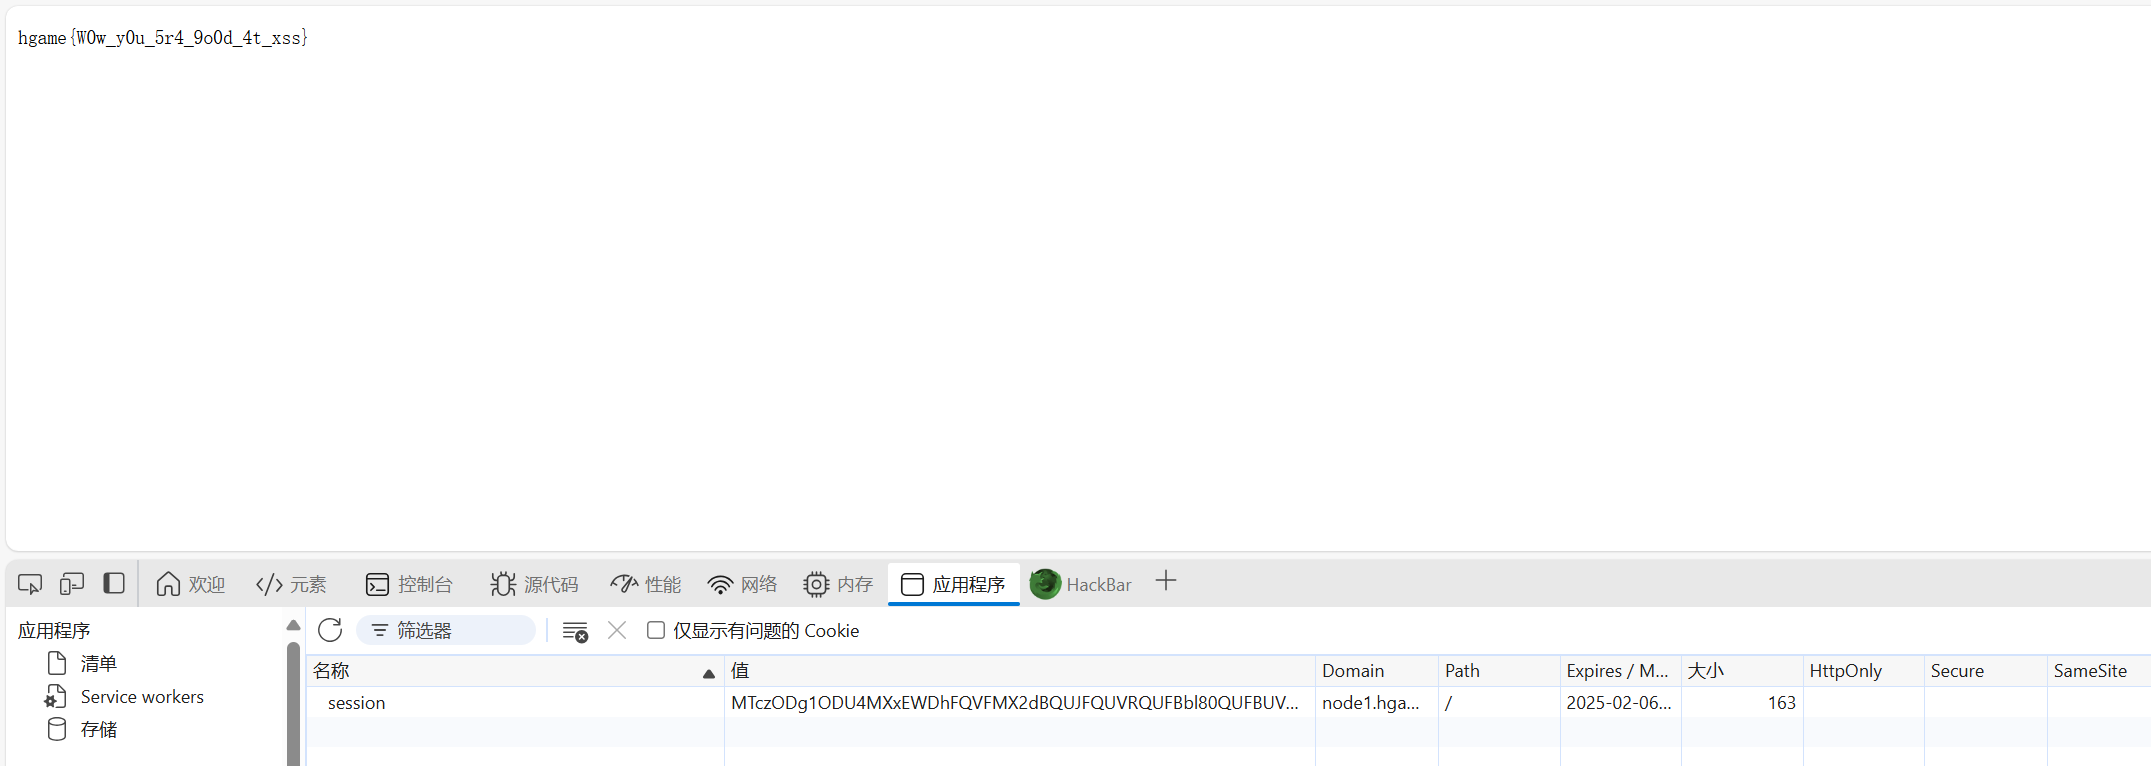 hgame{W0w_y0u_5r4_9o0d_4t_xss}
欢迎 元素 控制台 源代码 性能 网络 内存 应用程序 HackBar
应用程序 筛选器 仅显示有问题的 Cookie
清单
Service workers
存储
名称 值 Domain Path Expires / M... 大小 HttpOnly Secure SameSite
session MTczODg1ODU4MXxEWDhFQVFMX2dBQUJFQUVRQUFBbl80QUFBUV... node1.hga... / 2025-02-06... 163